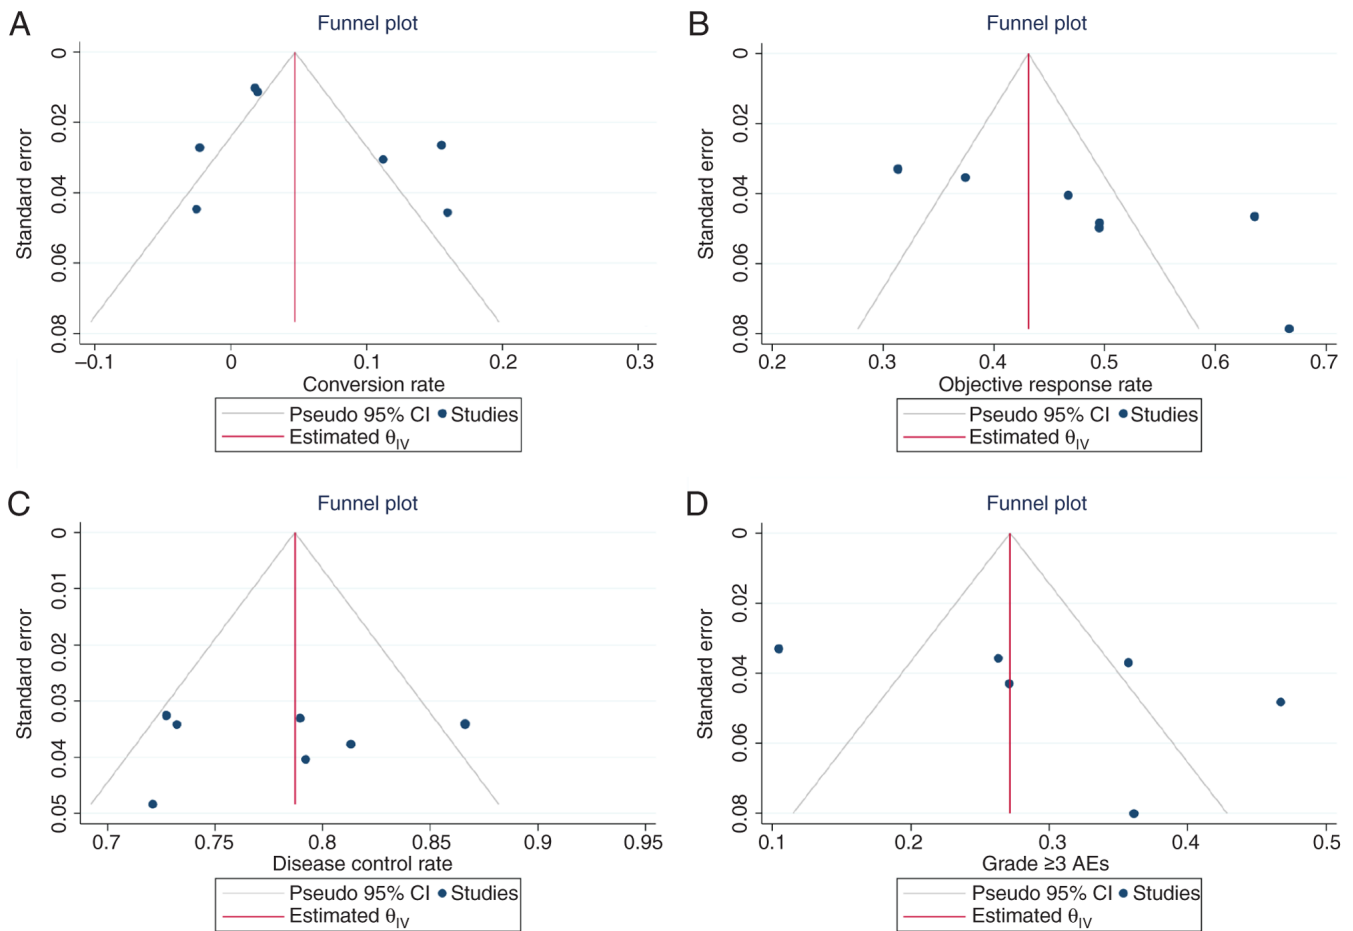 A
Funnel plot
Standard error
0
0.02
0.04
0.06
0.08
–0.1
0
0.1
0.2
0.3
Conversion rate
Pseudo 95% CI
Studies
Estimated θIV
B
Funnel plot
Standard error
0
0.02
0.04
0.06
0.08
0.2
0.3
0.4
0.5
0.6
0.7
Objective response rate
Pseudo 95% CI
Studies
Estimated θIV
C
Funnel plot
Standard error
0
0.01
0.02
0.03
0.04
0.05
0.7
0.75
0.8
0.85
0.9
0.95
Disease control rate
Pseudo 95% CI
Studies
Estimated θIV
D
Funnel plot
Standard error
0
0.02
0.04
0.06
0.08
0.1
0.2
0.3
0.4
0.5
Grade ≥3 AEs
Pseudo 95% CI
Studies
Estimated θIV